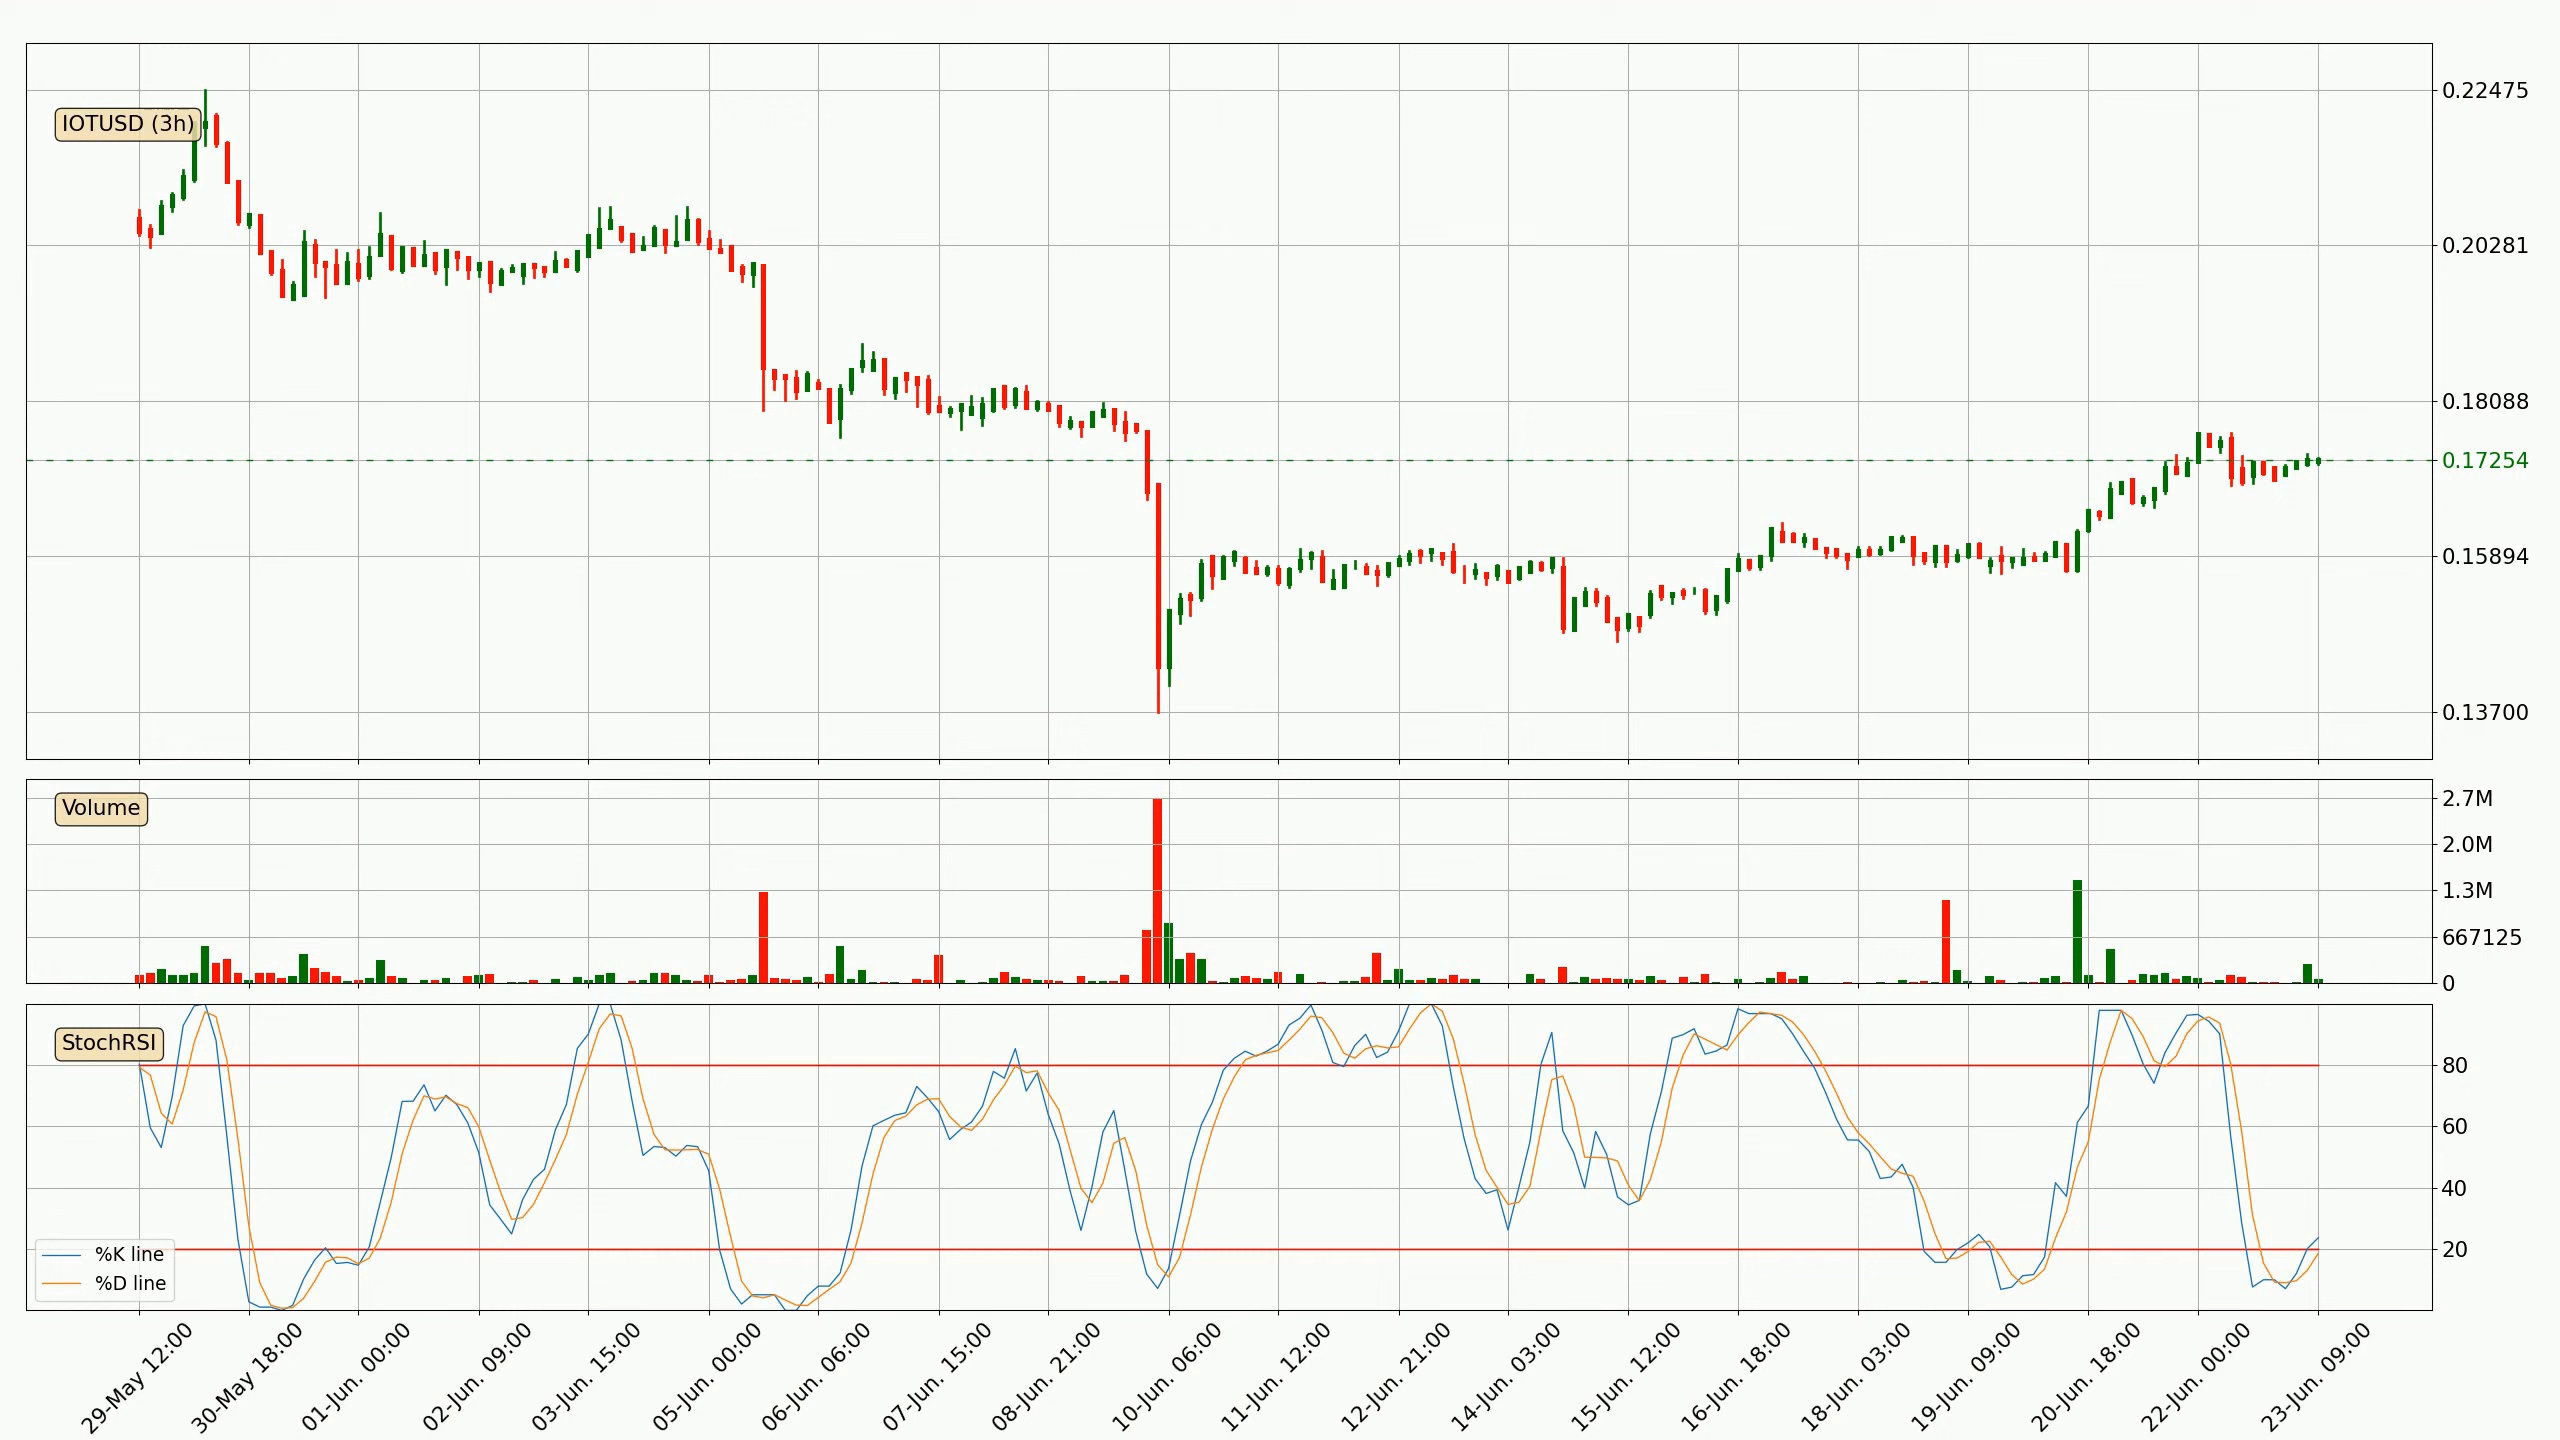 IOTUSD (3h)
0.22475
0.20281
0.18088
0.17254
0.15894
0.13700
Volume
2.7M
2.0M
1.3M
667125
0
StochRSI
80
60
40
20
%K line
%D line
29-May 12:00
30-May 18:00
01-Jun. 00:00
02-Jun. 09:00
03-Jun. 15:00
05-Jun. 00:00
06-Jun. 06:00
07-Jun. 15:00
08-Jun. 21:00
10-Jun. 06:00
11-Jun. 12:00
12-Jun. 21:00
14-Jun. 03:00
15-Jun. 12:00
16-Jun. 18:00
18-Jun. 03:00
19-Jun. 09:00
20-Jun. 18:00
22-Jun. 00:00
23-Jun. 09:00